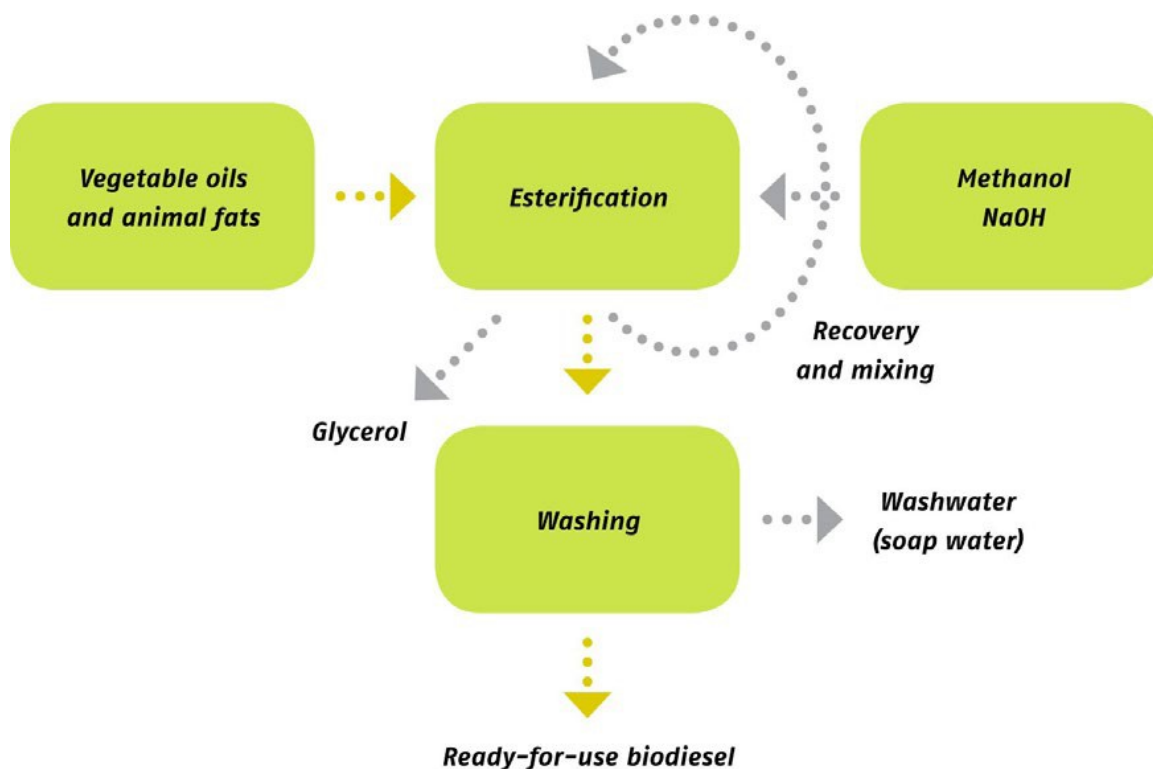 Vegetable oils
and animal fats
Esterification
Methanol
NaOH
Recovery
and mixing
Glycerol
Washing
Washwater
(soap water)
Ready-for-use biodiesel